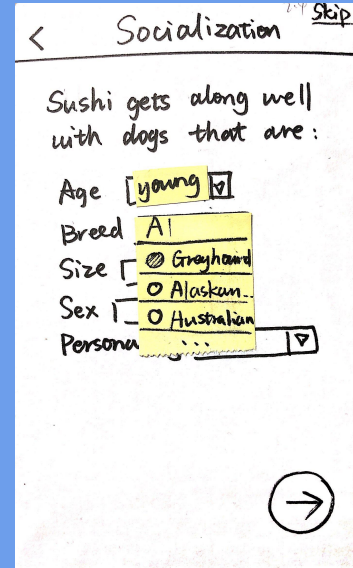 Skip
< Socialization
Sushi gets along well
with dogs that are:
Age young
Breed Al
Greyhound
Size
Alaskan..
Sex
Australian
Persona
...